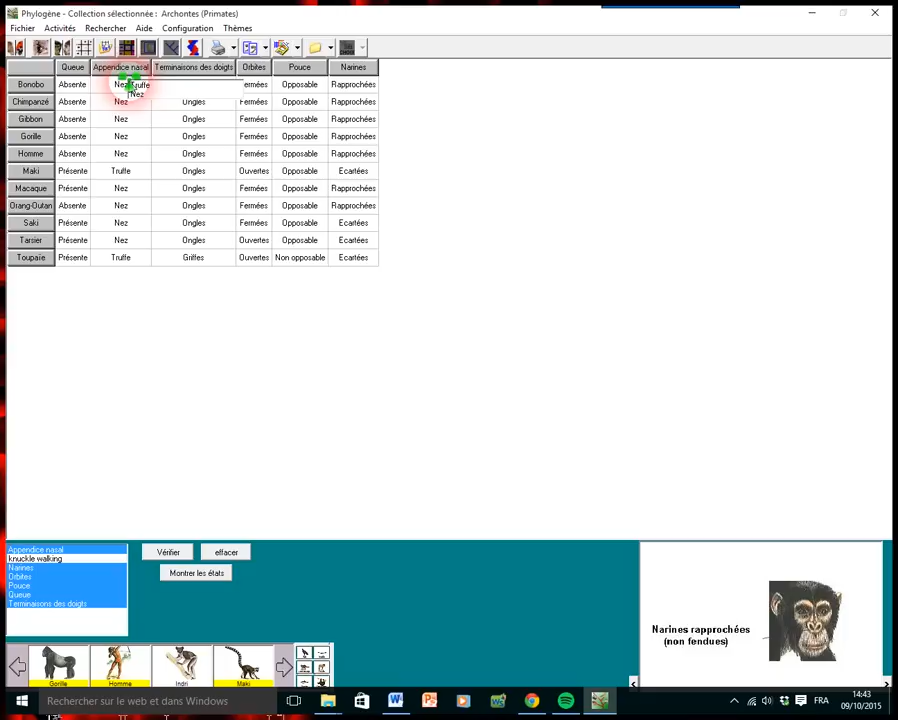 Phylogène - Collection sélectionnée : Archontes (Primates)
Fichier Activités Rechercher Aide Configuration Thèmes
Queue Appendice nasal Terminaisons des doigts Orbites Pouce Narines
Bonobo Absente Nez Truffe Fermées Opposable Rapprochées
Nez
Chimpanzé Absente Nez Ongles Fermées Opposable Rapprochées
Gibbon Absente Nez Ongles Fermées Opposable Rapprochées
Gorille Absente Nez Ongles Fermées Opposable Rapprochées
Homme Absente Nez Ongles Fermées Opposable Rapprochées
Maki Présente Truffe Ongles Ouvertes Opposable Ecartées
Macaque Présente Nez Ongles Fermées Opposable Rapprochées
Orang-Outan Absente Nez Ongles Fermées Opposable Rapprochées
Saki Présente Nez Ongles Fermées Opposable Ecartées
Tarsier Présente Nez Ongles Ouvertes Opposable Ecartées
Toupaïe Présente Truffe Griffes Ouvertes Non opposable Ecartées
Appendice nasal
knuckle walking
Narines
Orbites
Pouce
Queue
Terminaisons des doigts
Vérifier effacer
Montrer les états
Narines rapprochées
(non fendues)
Gorille Homme Indri Maki
Rechercher sur le web et dans Windows
FRA
14:43
09/10/2015